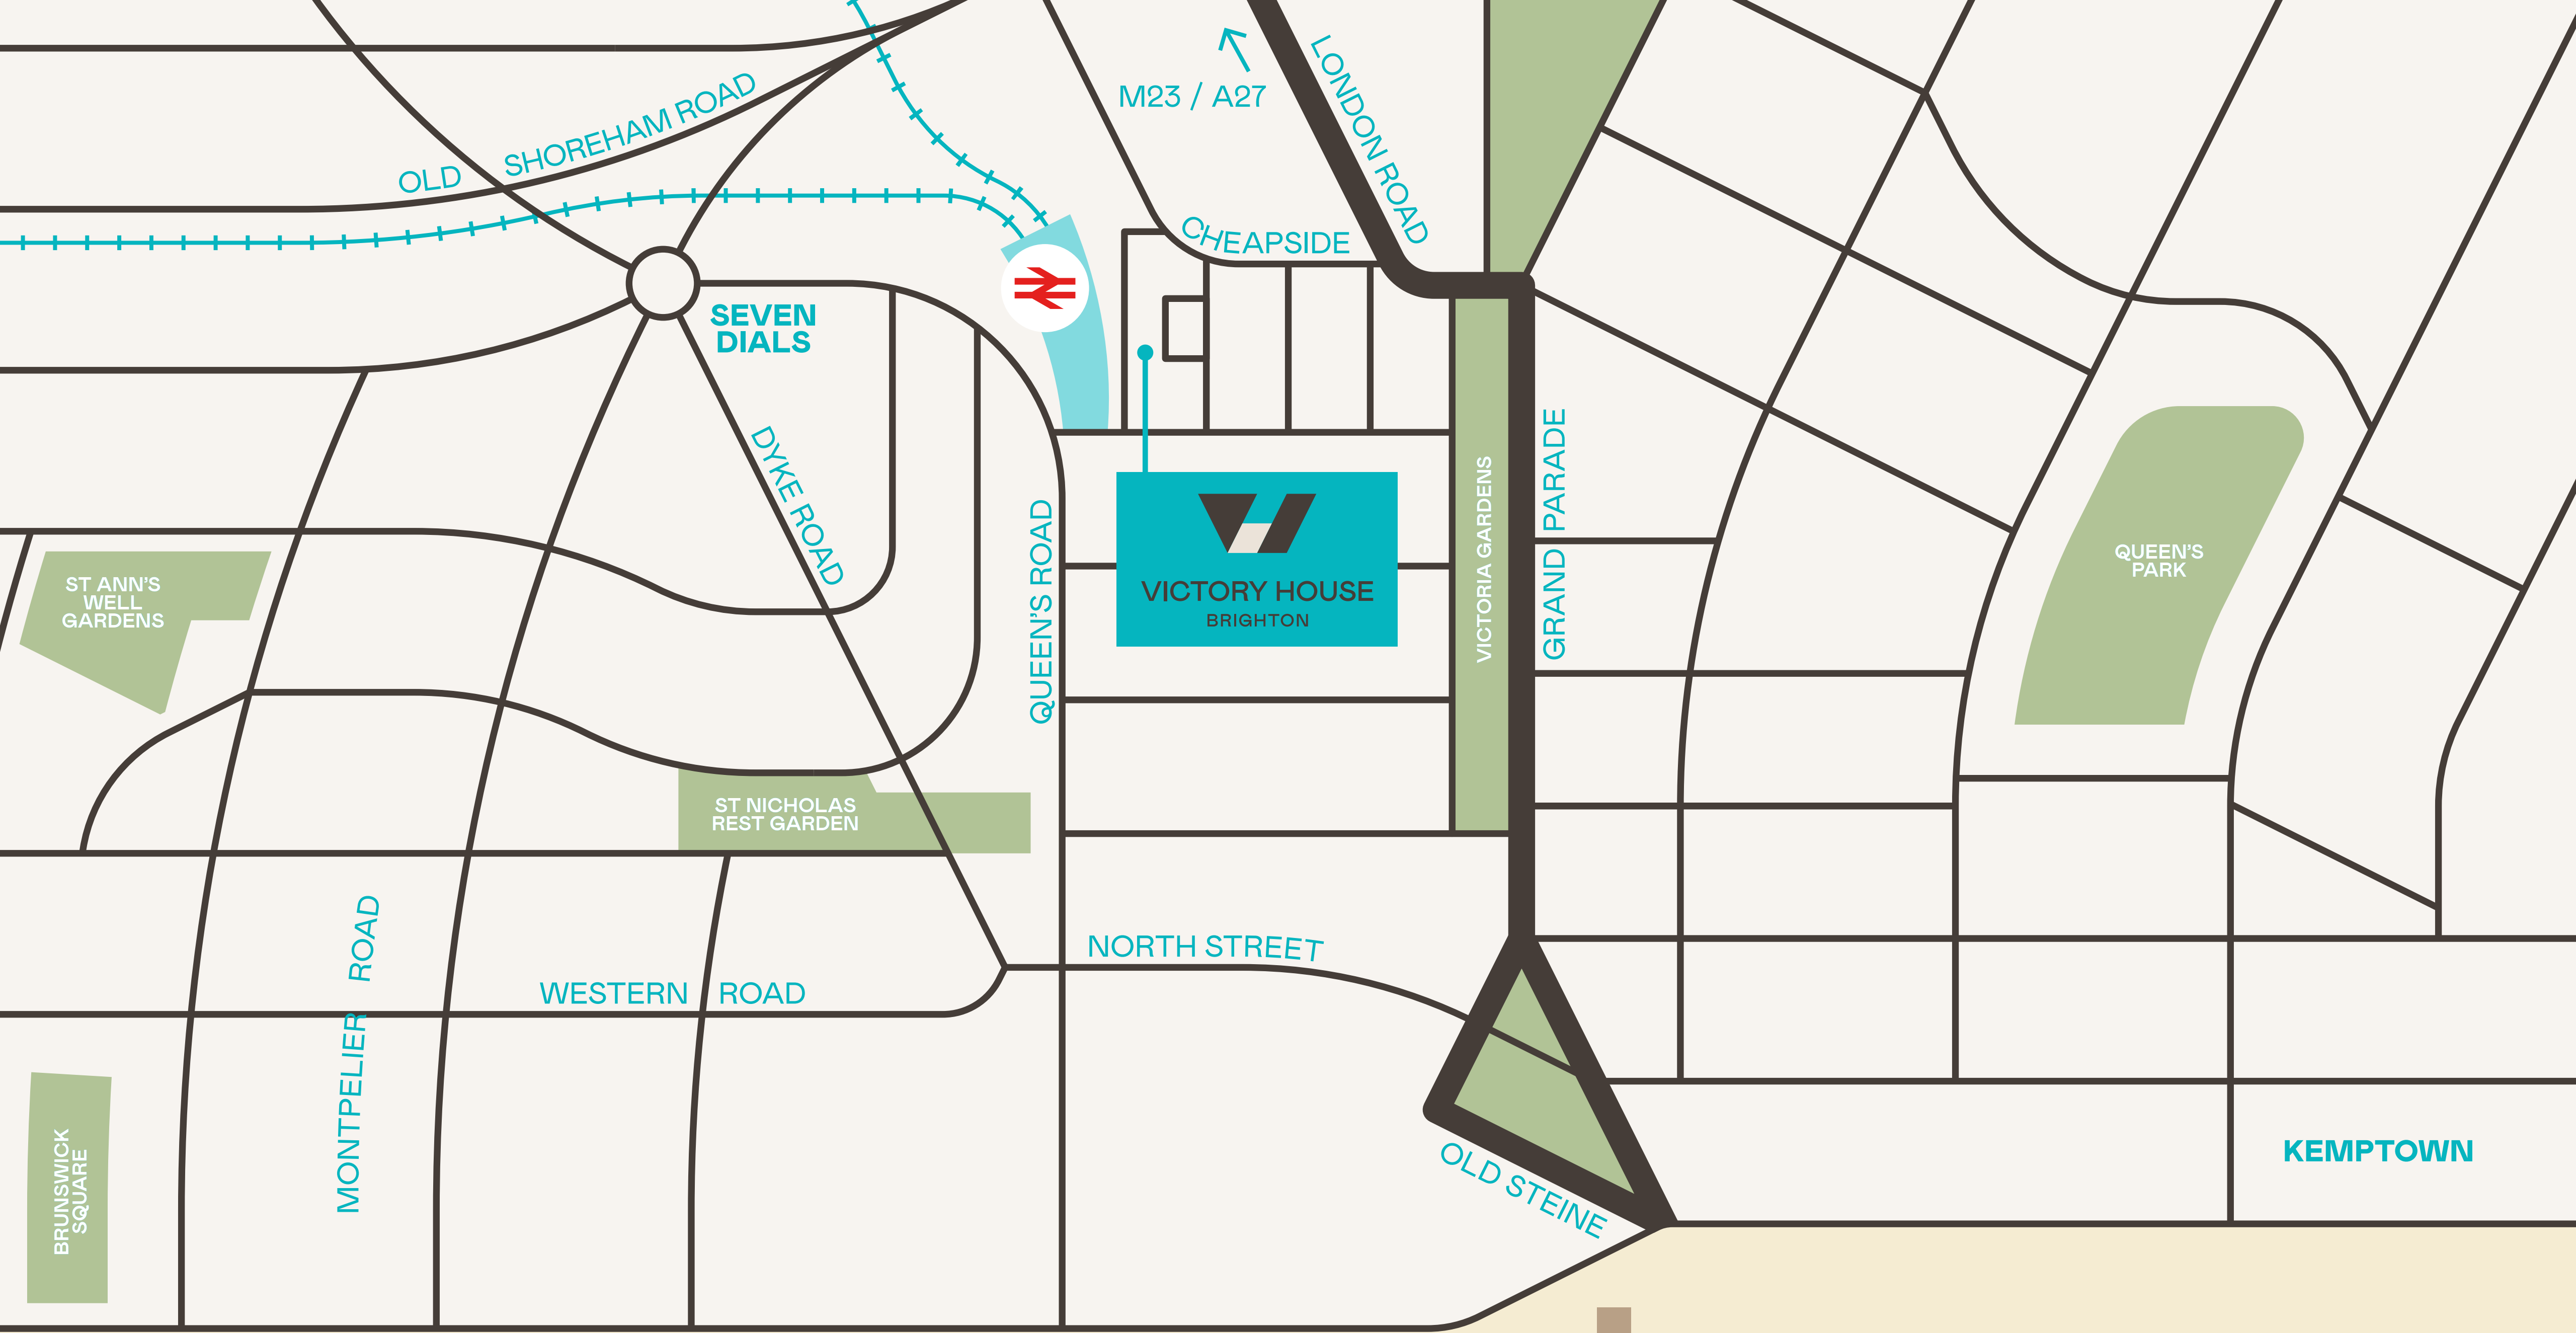 M23 / A27
LONDON ROAD
OLD SHOREHAM ROAD
CHEAPSIDE
SEVEN
DIALS
DYKE ROAD
QUEEN’S ROAD
VICTORY HOUSE
BRIGHTON
VICTORIA GARDENS
GRAND PARADE
QUEEN’S
PARK
ST ANN’S
WELL
GARDENS
ST NICHOLAS
REST GARDEN
MONTPELIER ROAD
WESTERN ROAD
NORTH STREET
BRUNSWICK
SQUARE
OLD STEINE
KEMPTOWN